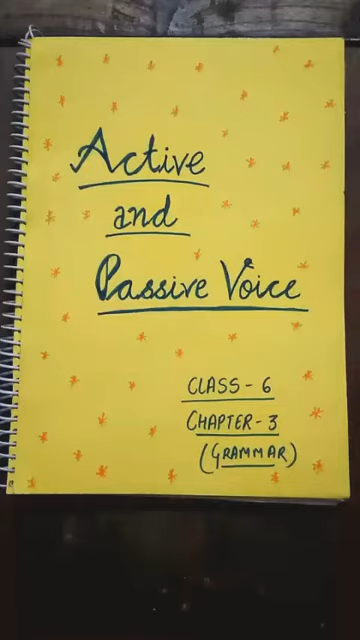 Active
and
Passive Voice
CLASS - 6
CHAPTER - 3
(GRAMMAR)